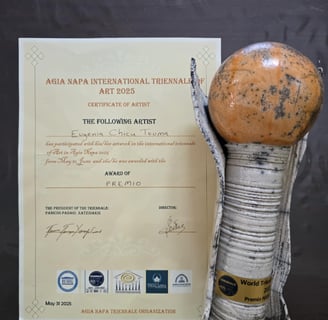 AGIA NAPA INTERNATIONAL TRIENNALE OF
ART 2025
CERTIFICATE OF ARTIST
THE FOLLOWING ARTIST
Eugenia Chicu Touma
has participated with his/her artwork in the international triennale
of Art in Agia Napa 2025
from May to June and she/he was awarded with the
AWARD OF
PREMIO
THE PRESIDENT OF THE TRIENNALE:
DIRECTOR:
May 31 2025
AGIA NAPA TRIENNALE ORGANIZATION
World
Premio